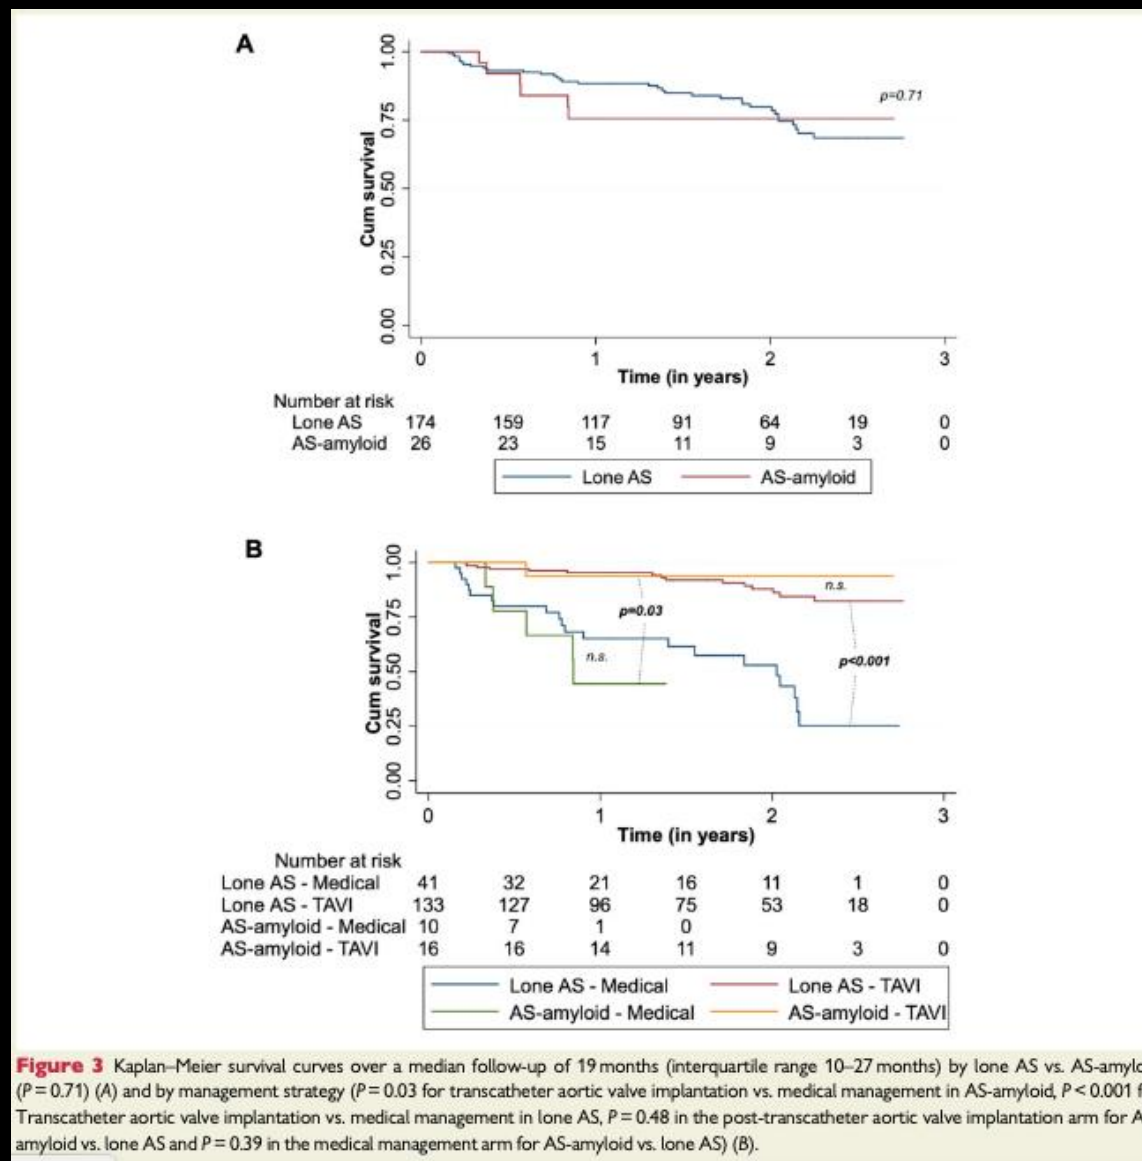 A
1.00
0.75
0.50
0.25
0.00
Cum survival
p=0.71
0 1 2 3
Time (in years)
Number at risk
Lone AS 174 159 117 91 64 19 0
AS-amyloid 26 23 15 11 9 3 0
Lone AS AS-amyloid
B
1.00
0.75
0.50
0.25
0.00
Cum survival
n.s.
p=0.03
n.s.
p<0.001
0 1 2 3
Time (in years)
Number at risk
Lone AS - Medical 41 32 21 16 11 1 0
Lone AS - TAVI 133 127 96 75 53 18 0
AS-amyloid - Medical 10 7 1 0
AS-amyloid - TAVI 16 16 14 11 9 3 0
Lone AS - Medical Lone AS - TAVI
AS-amyloid - Medical AS-amyloid - TAVI
Figure 3 Kaplan–Meier survival curves over a median follow-up of 19 months (interquartile range 10–27 months) by lone AS vs. AS-amylo
(P = 0.71) (A) and by management strategy (P = 0.03 for transcatheter aortic valve implantation vs. medical management in AS-amyloid, P < 0.001 f
Transcatheter aortic valve implantation vs. medical management in lone AS, P = 0.48 in the post-transcatheter aortic valve implantation arm for A
amyloid vs. lone AS and P = 0.39 in the medical management arm for AS-amyloid vs. lone AS) (B).